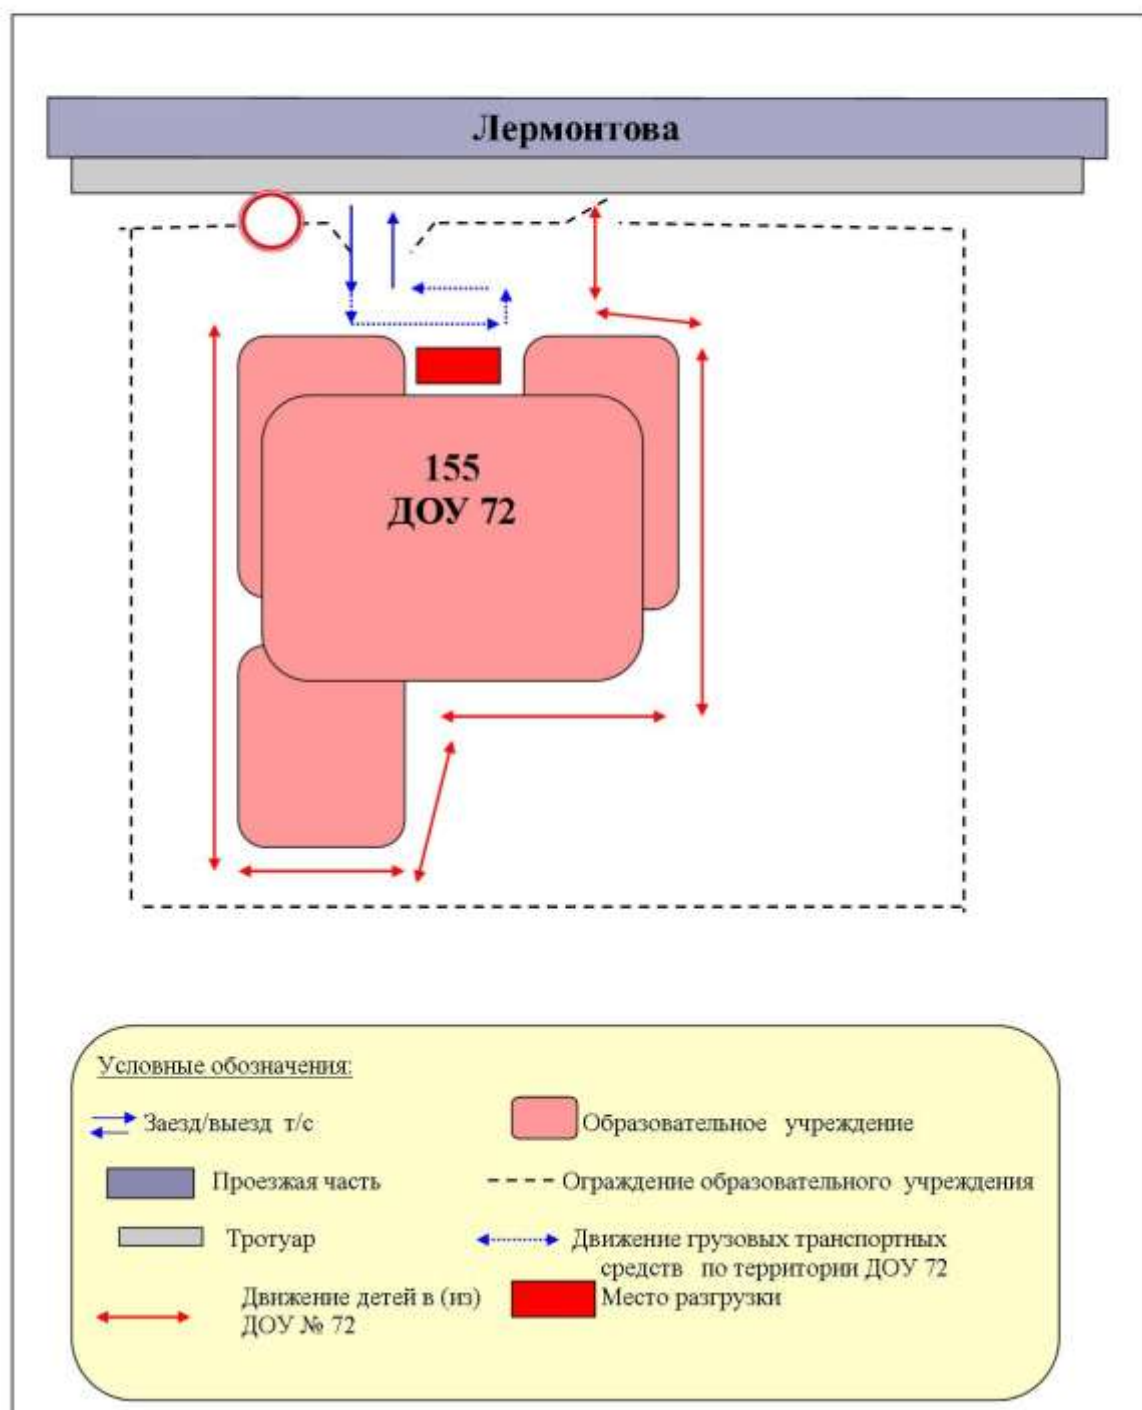 Лермонтова
155
ДОУ 72
Условные обозначения:
Заезд/выезд т/с
Образовательное учреждение
Проезжая часть
Ограждение образовательного учреждения
Тротуар
Движение грузовых транспортных
средств по территории ДОУ 72
Движение детей в (из)
ДОУ № 72
Место разгрузки